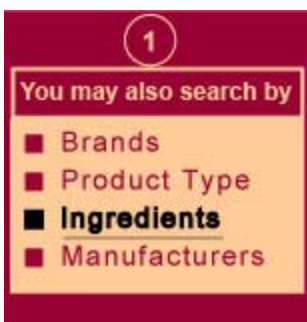 1
You may also search by
Brands
Product Type
Ingredients
Manufacturers